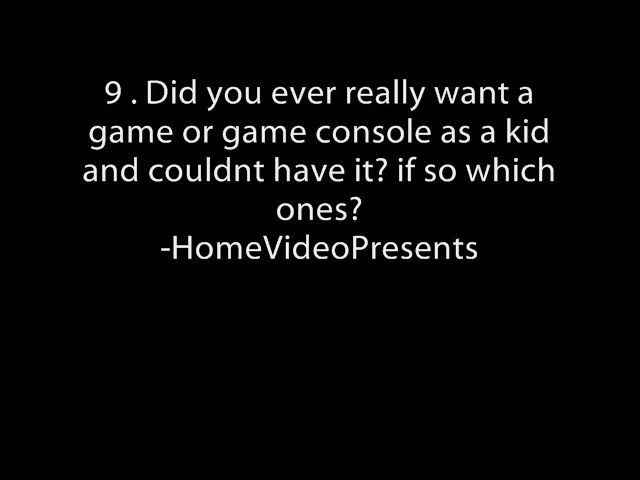 9 . Did you ever really want a
game or game console as a kid
and couldnt have it? if so which
ones?
-HomeVideoPresents